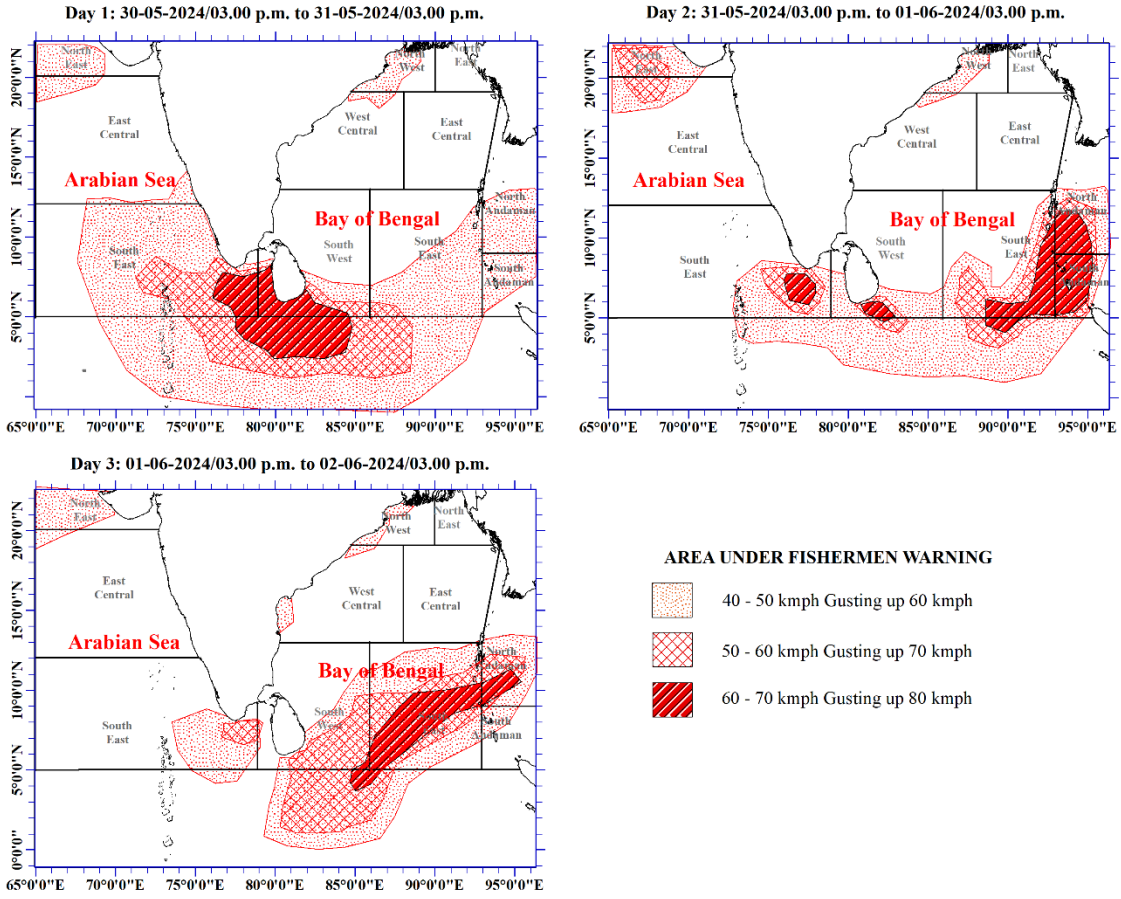 Day 1: 30-05-2024/03.00 p.m. to 31-05-2024/03.00 p.m.
North
East
North
West
North
East
East
Central
West
Central
East
Central
Arabian Sea
Bay of Bengal
North
Andaman
South
East
South
West
South
East
South
Andaman
20°0'0"N
15°0'0"N
10°0'0"N
5°0'0"N
65°0'0"E 70°0'0"E 75°0'0"E 80°0'0"E 85°0'0"E 90°0'0"E 95°0'0"E
Day 2: 31-05-2024/03.00 p.m. to 01-06-2024/03.00 p.m.
North
East
North
West
North
East
East
Central
West
Central
East
Central
Arabian Sea
Bay of Bengal
North
Andaman
South
East
South
West
South
East
South
Andaman
20°0'0"N
15°0'0"N
10°0'0"N
5°0'0"N
65°0'0"E 70°0'0"E 75°0'0"E 80°0'0"E 85°0'0"E 90°0'0"E 95°0'0"E
Day 3: 01-06-2024/03.00 p.m. to 02-06-2024/03.00 p.m.
North
East
North
West
North
East
East
Central
West
Central
East
Central
Arabian Sea
Bay of Bengal
North
Andaman
South
East
South
West
South
Andaman
20°0'0"N
15°0'0"N
10°0'0"N
5°0'0"N
0°0'0"
65°0'0"E 70°0'0"E 75°0'0"E 80°0'0"E 85°0'0"E 90°0'0"E 95°0'0"E
AREA UNDER FISHERMEN WARNING
40 - 50 kmph Gusting up 60 kmph
50 - 60 kmph Gusting up 70 kmph
60 - 70 kmph Gusting up 80 kmph